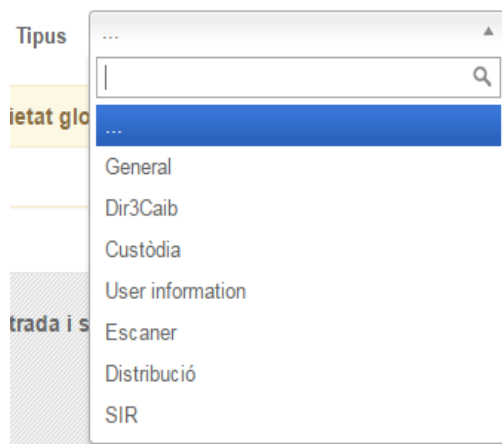 Tipus ...
ietat glo
...
General
Dir3Caib
Custòdia
User information
trada i s
Escaner
Distribució
SIR